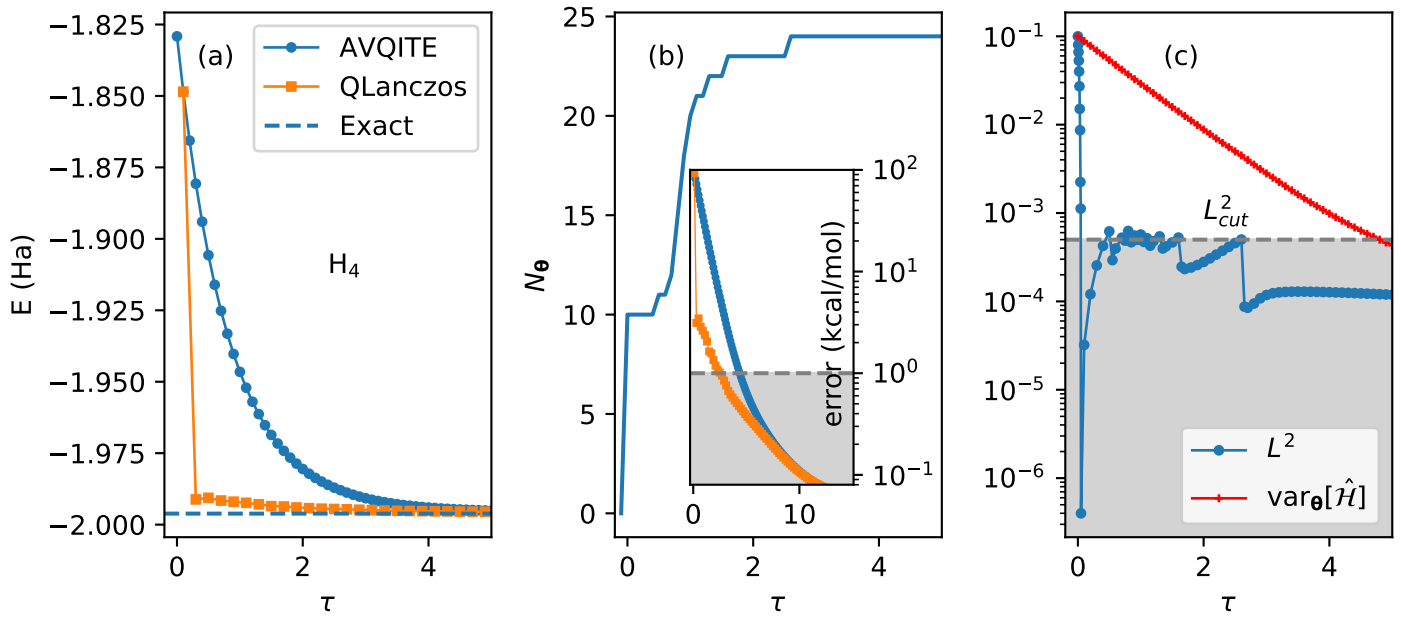 (a)
AVQITE
QLanczos
Exact
H₄
E (Ha)
−1.825
−1.850
−1.875
−1.900
−1.925
−1.950
−1.975
−2.000
0 2 4
τ
(b)
N_θ
25
20
15
10
5
0
0 2 4
τ
error (kcal/mol)
10²
10¹
10⁰
10⁻¹
0 10
(c)
10⁻¹
10⁻²
10⁻³
10⁻⁴
10⁻⁵
10⁻⁶
L²_cut
L²
var_θ[Ĥ]
0 2 4
τ